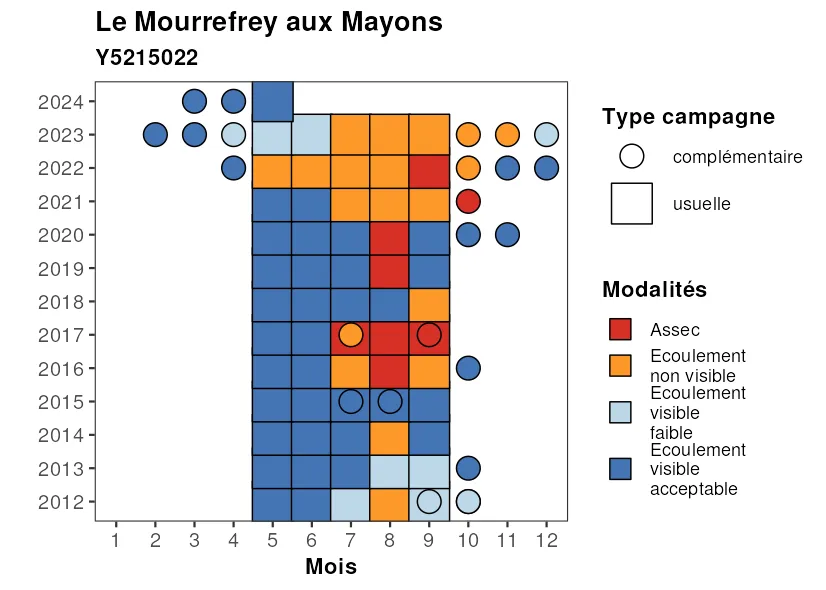 Le Mourrefrey aux Mayons
Y5215022
2024
2023
2022
2021
2020
2019
2018
2017
2016
2015
2014
2013
2012
1 2 3 4 5 6 7 8 9 10 11 12
Mois
Type campagne
complémentaire
usuelle
Modalités
Assec
Ecoulement
non visible
Ecoulement
visible
faible
Ecoulement
visible
acceptable